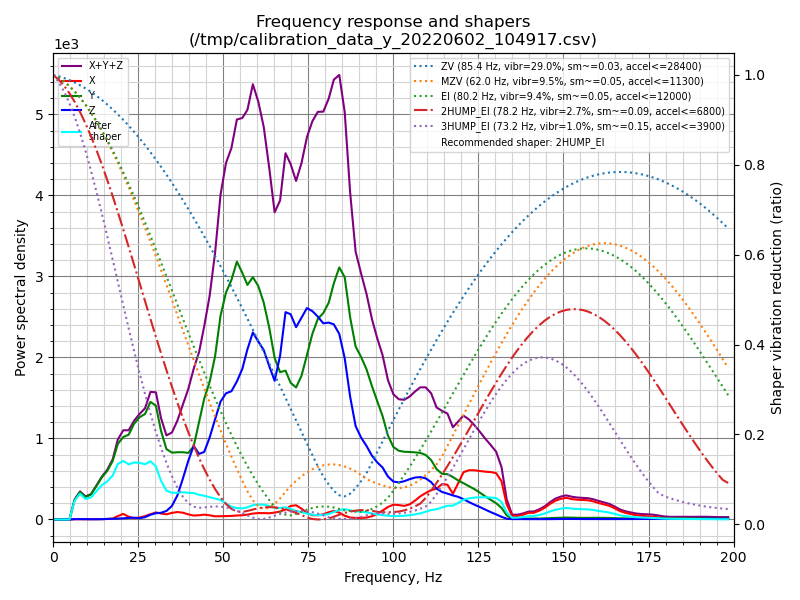 Frequency response and shapers
(/tmp/calibration_data_y_20220602_104917.csv)
1e3
X+Y+Z
X
Y
Z
After
shaper
ZV (85.4 Hz, vibr=29.0%, sm~=0.03, accel<=28400)
MZV (62.0 Hz, vibr=9.5%, sm~=0.05, accel<=11300)
EI (80.2 Hz, vibr=9.4%, sm~=0.05, accel<=12000)
2HUMP_EI (78.2 Hz, vibr=2.7%, sm~=0.09, accel<=6800)
3HUMP_EI (73.2 Hz, vibr=1.0%, sm~=0.15, accel<=3900)
Recommended shaper: 2HUMP_EI
Power spectral density
5
4
3
2
1
0
1.0
0.8
0.6
0.4
0.2
0.0
Shaper vibration reduction (ratio)
0 25 50 75 100 125 150 175 200
Frequency, Hz